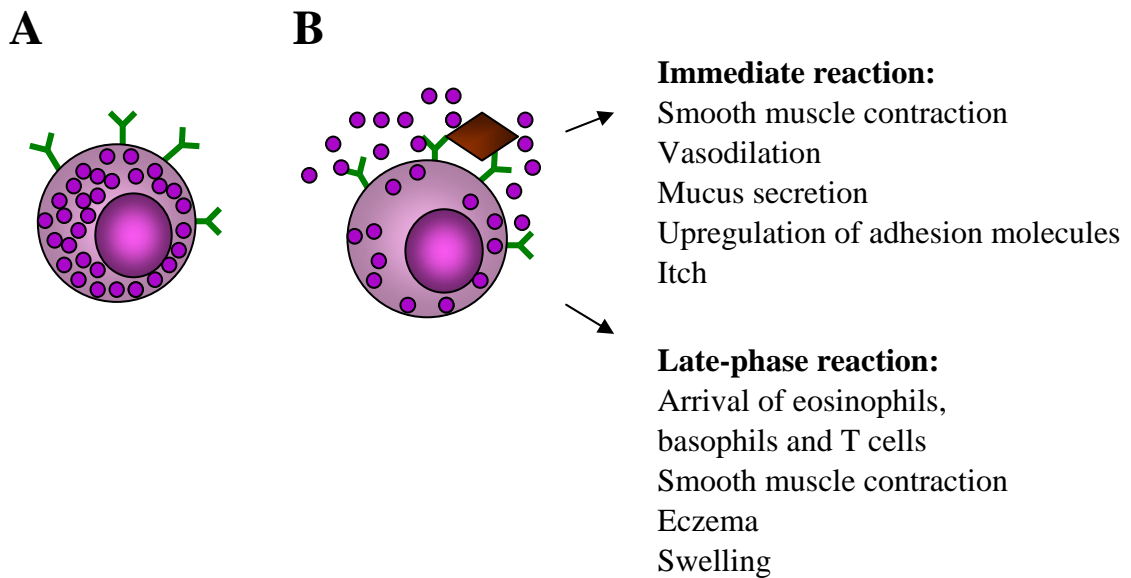 A
B
Immediate reaction:
Smooth muscle contraction
Vasodilation
Mucus secretion
Upregulation of adhesion molecules
Itch
Late-phase reaction:
Arrival of eosinophils,
basophils and T cells
Smooth muscle contraction
Eczema
Swelling